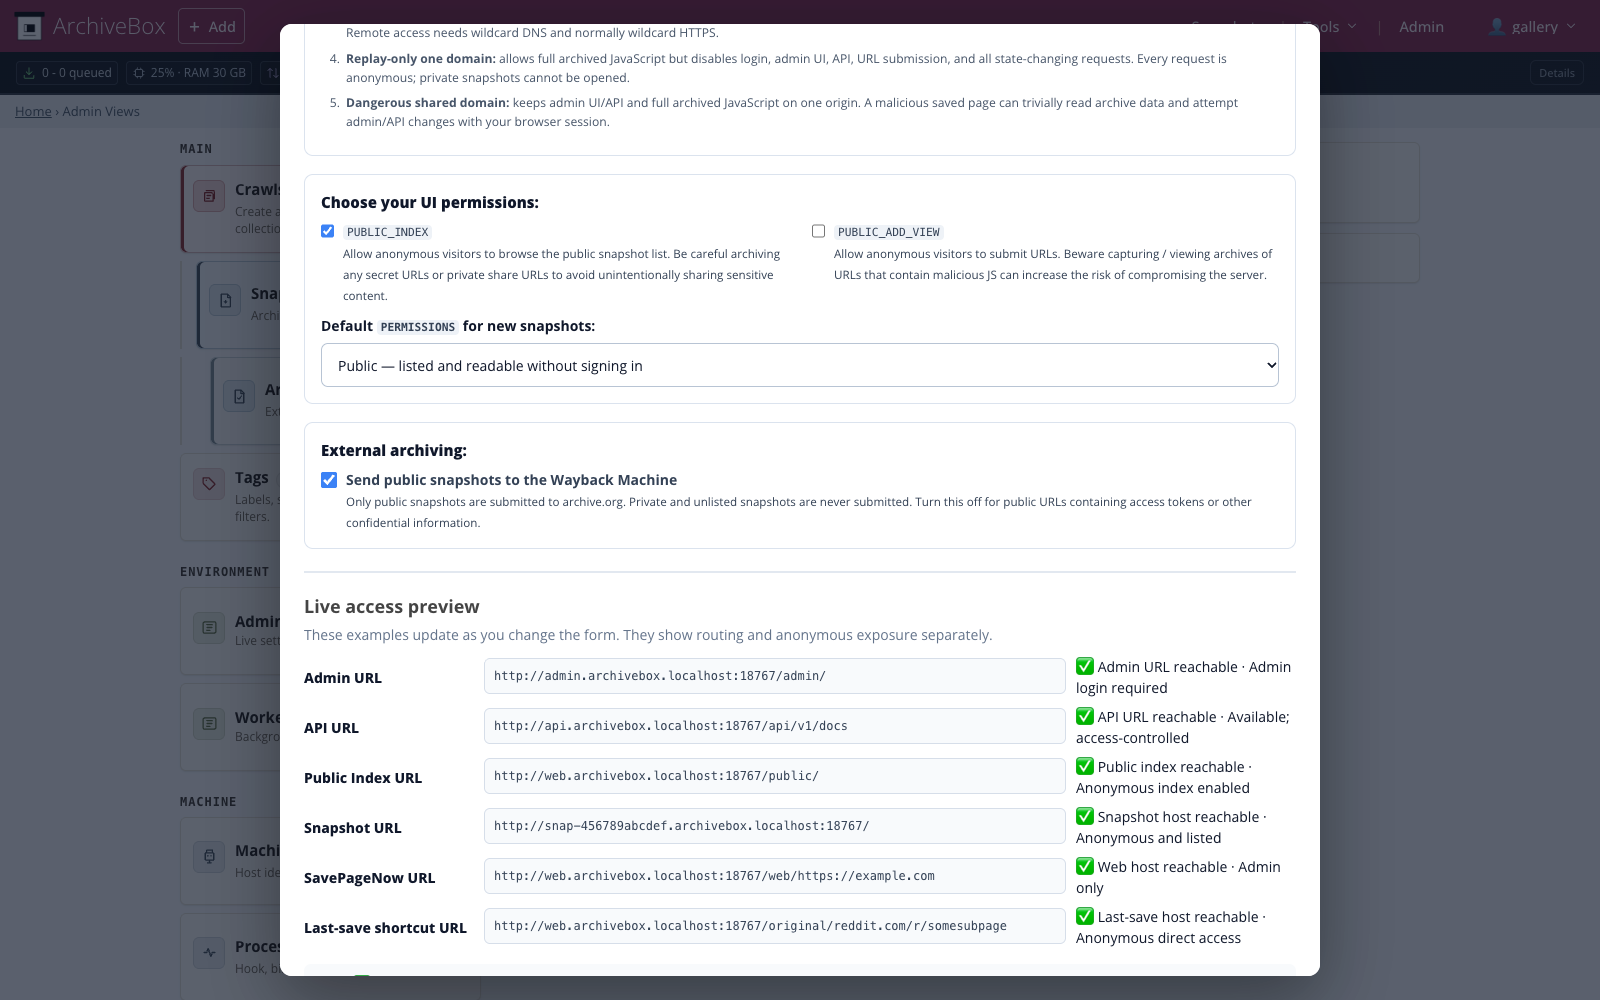 ArchiveBox
+ Add
Tools
Admin
gallery
0 - 0 queued
25% · RAM 30 GB
Details
Home › Admin Views
MAIN
Crawls
Create a
collectio
Sna
Archi
Ar
Ext
Tags
Labels, s
filters.
ENVIRONMENT
Admin
Live sett
Worke
Backgro
MACHINE
Machi
Host ide
Proces
Hook, b
Remote access needs wildcard DNS and normally wildcard HTTPS.
4. Replay-only one domain: allows full archived JavaScript but disables login, admin UI, API, URL submission, and all state-changing requests. Every request is
anonymous; private snapshots cannot be opened.
5. Dangerous shared domain: keeps admin UI/API and full archived JavaScript on one origin. A malicious saved page can trivially read archive data and attempt
admin/API changes with your browser session.
Choose your UI permissions:
PUBLIC_INDEX
Allow anonymous visitors to browse the public snapshot list. Be careful archiving
any secret URLs or private share URLs to avoid unintentionally sharing sensitive
content.
PUBLIC_ADD_VIEW
Allow anonymous visitors to submit URLs. Beware capturing / viewing archives of
URLs that contain malicious JS can increase the risk of compromising the server.
Default PERMISSIONS for new snapshots:
Public — listed and readable without signing in
External archiving:
Send public snapshots to the Wayback Machine
Only public snapshots are submitted to archive.org. Private and unlisted snapshots are never submitted. Turn this off for public URLs containing access tokens or other
confidential information.
Live access preview
These examples update as you change the form. They show routing and anonymous exposure separately.
Admin URL
http://admin.archivebox.localhost:18767/admin/
✅ Admin URL reachable · Admin
login required
API URL
http://api.archivebox.localhost:18767/api/v1/docs
✅ API URL reachable · Available;
access-controlled
Public Index URL
http://web.archivebox.localhost:18767/public/
✅ Public index reachable ·
Anonymous index enabled
Snapshot URL
http://snap-456789abcdef.archivebox.localhost:18767/
✅ Snapshot host reachable ·
Anonymous and listed
SavePageNow URL
http://web.archivebox.localhost:18767/web/https://example.com
✅ Web host reachable · Admin
only
Last-save shortcut URL
http://web.archivebox.localhost:18767/original/reddit.com/r/somesubpage
✅ Last-save host reachable ·
Anonymous direct access